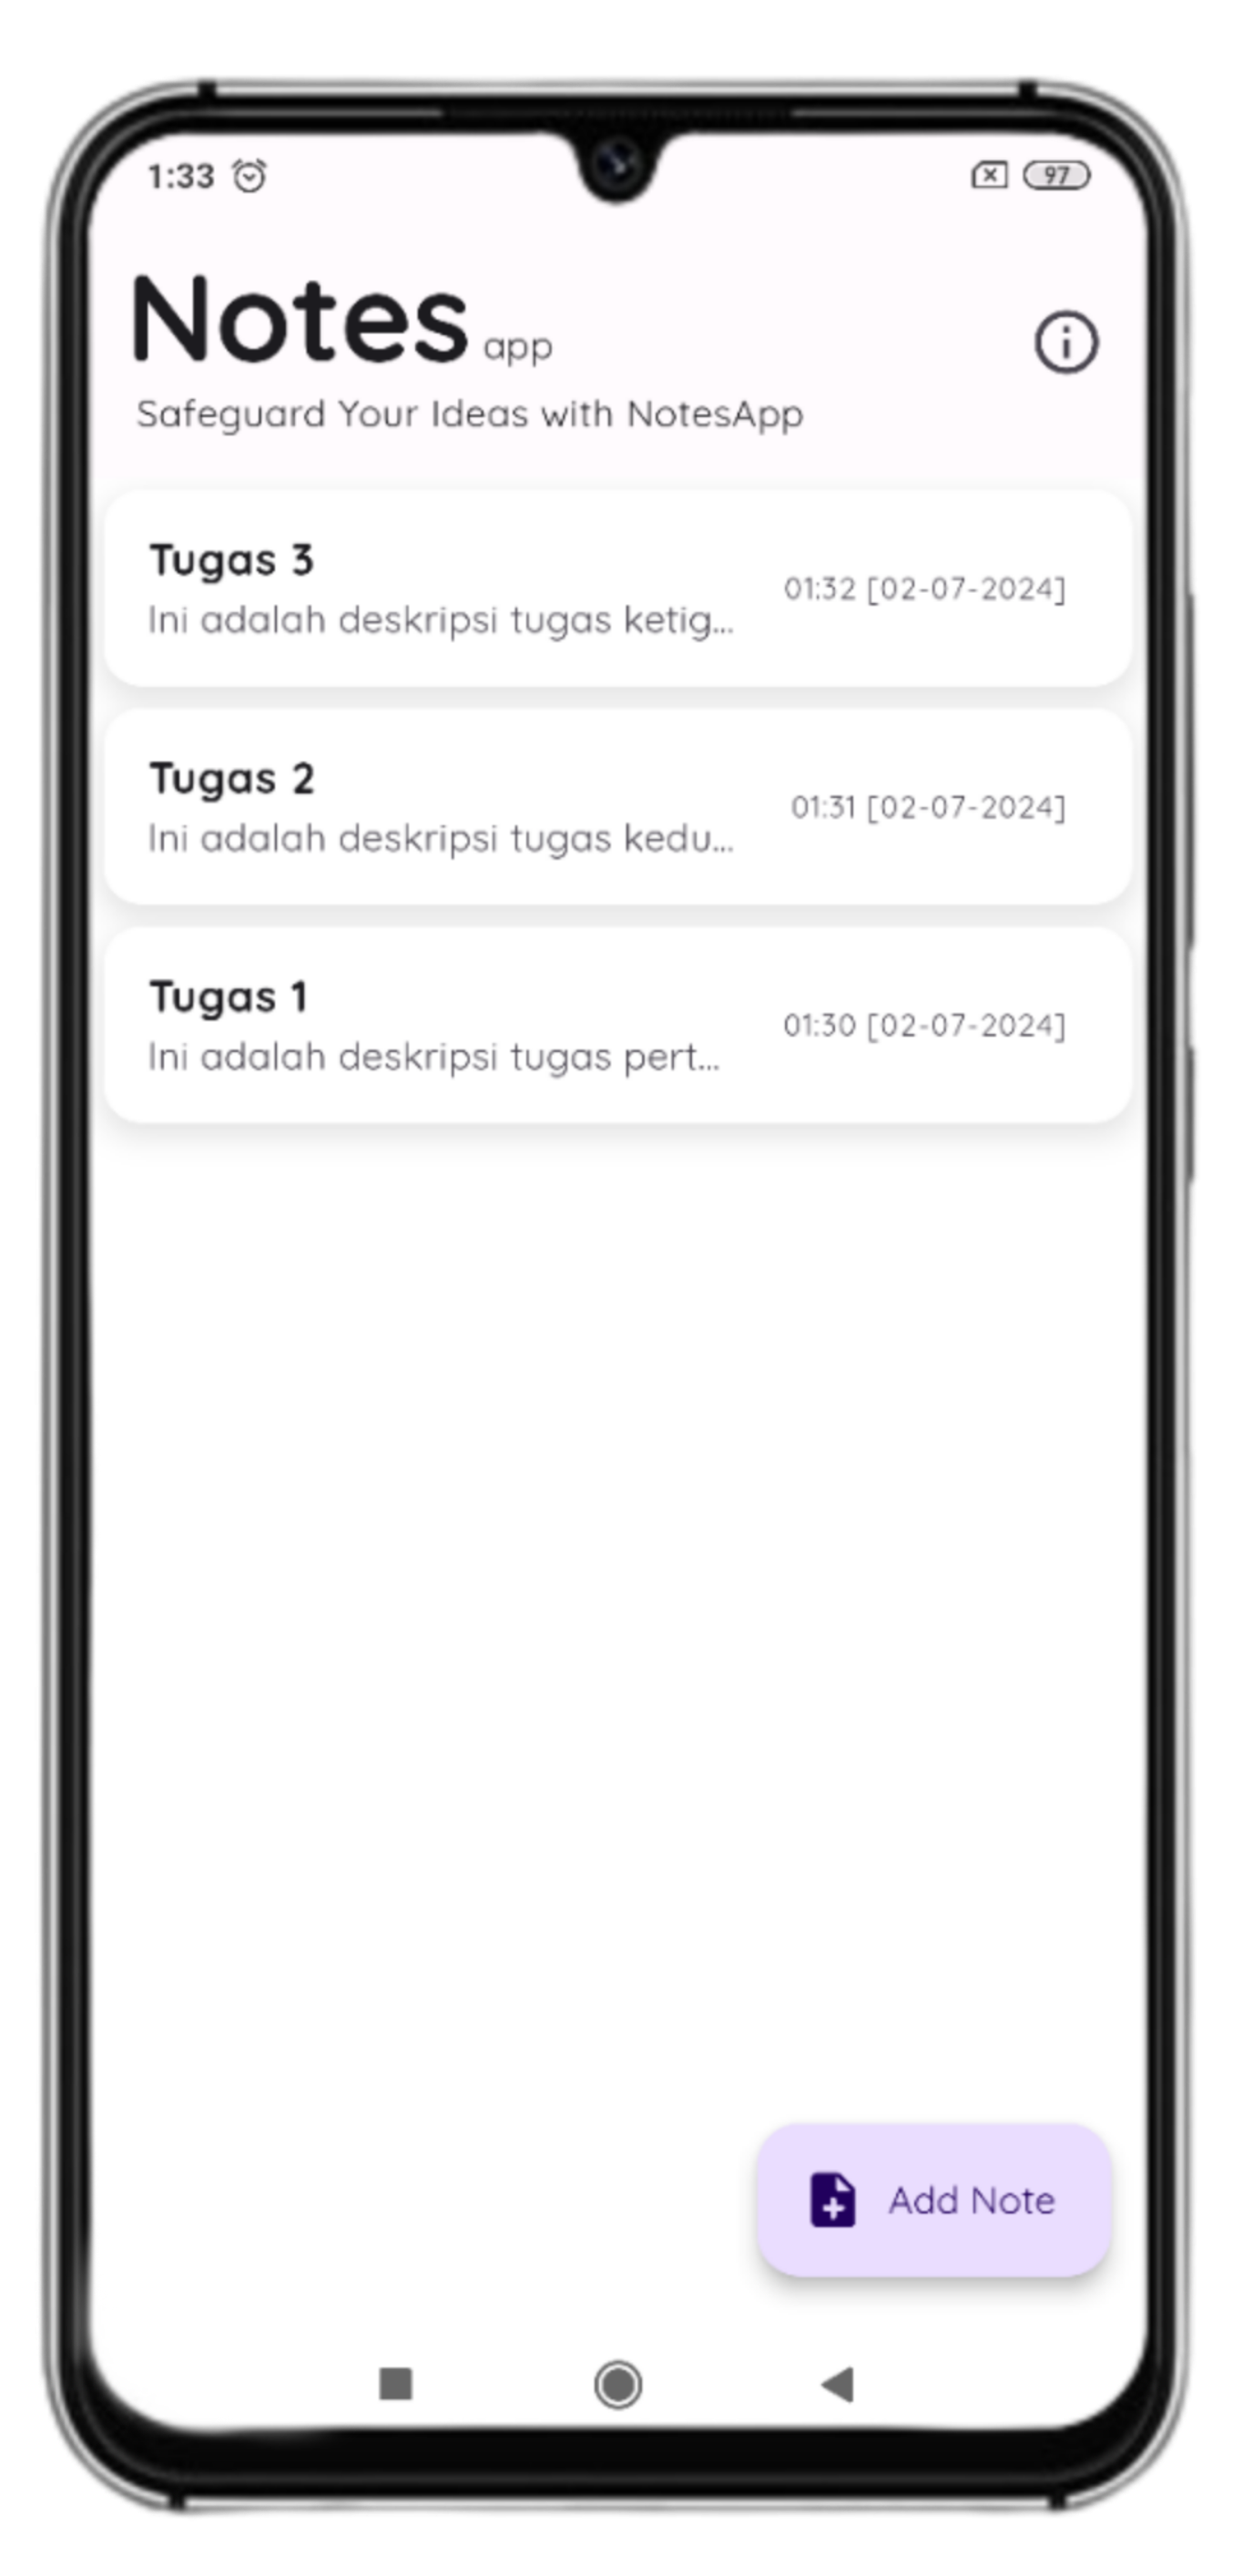 1:33
97
Notes app
Safeguard Your Ideas with NotesApp
Tugas 3
Ini adalah deskripsi tugas ketig...
01:32 [02-07-2024]
Tugas 2
Ini adalah deskripsi tugas kedu...
01:31 [02-07-2024]
Tugas 1
Ini adalah deskripsi tugas pert...
01:30 [02-07-2024]
Add Note